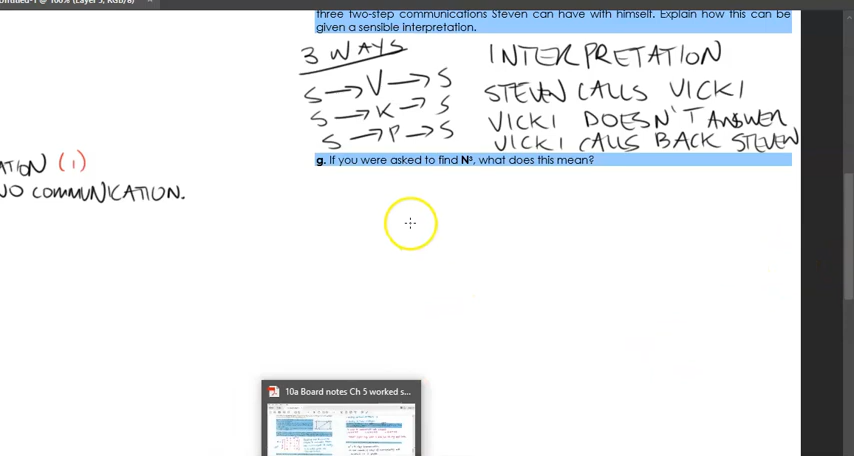 Untitled-1 @ 100% (Layer 5, RGB/8)
three two-step communications Steven can have with himself. Explain how this can be
given a sensible interpretation.
3 WAYS
S → V → S
S → K → S
S → P → S
INTERPRETATION
STEVEN CALLS VICKI
VICKI DOESN'T ANSWER
VICKI CALLS BACK STEVEN
ATION (1)
NO COMMUNICATION.
g. If you were asked to find N³, what does this mean?
10a Board notes Ch 5 worked s...